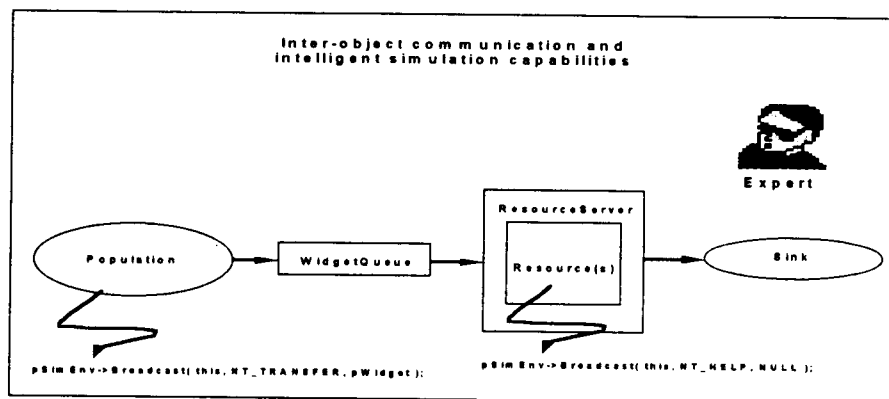 Inter-object communication and
intelligent simulation capabilities
Expert
ResourceServer
Population
WidgetQueue
Resource(s)
Sink
pSimEnv->Broadcast( this, NT_TRANSFER, pWidget );
pSimEnv->Broadcast( this, NT_HELP, NULL );